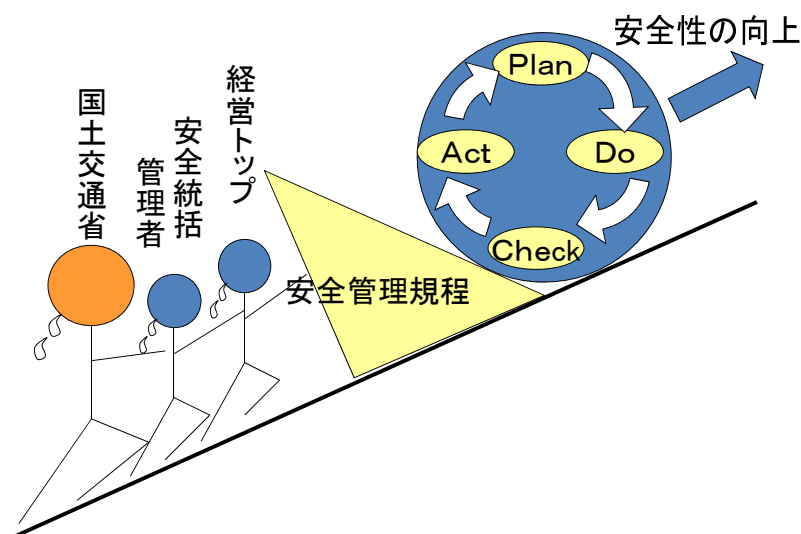 国土交通省
安全統括
管理者
経営トップ
安全管理規程
Plan
Do
Check
Act
安全性の向上